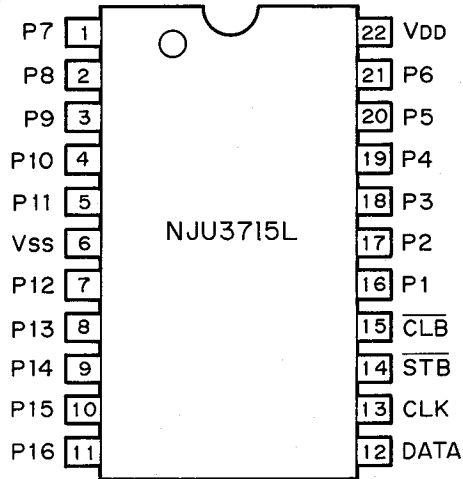 P7 1 22 VDD
P8 2 21 P6
P9 3 20 P5
P10 4 19 P4
P11 5 18 P3
VSS 6 NJU3715L 17 P2
P12 7 16 P1
P13 8 15 CLB
P14 9 14 STB
P15 10 13 CLK
P16 11 12 DATA